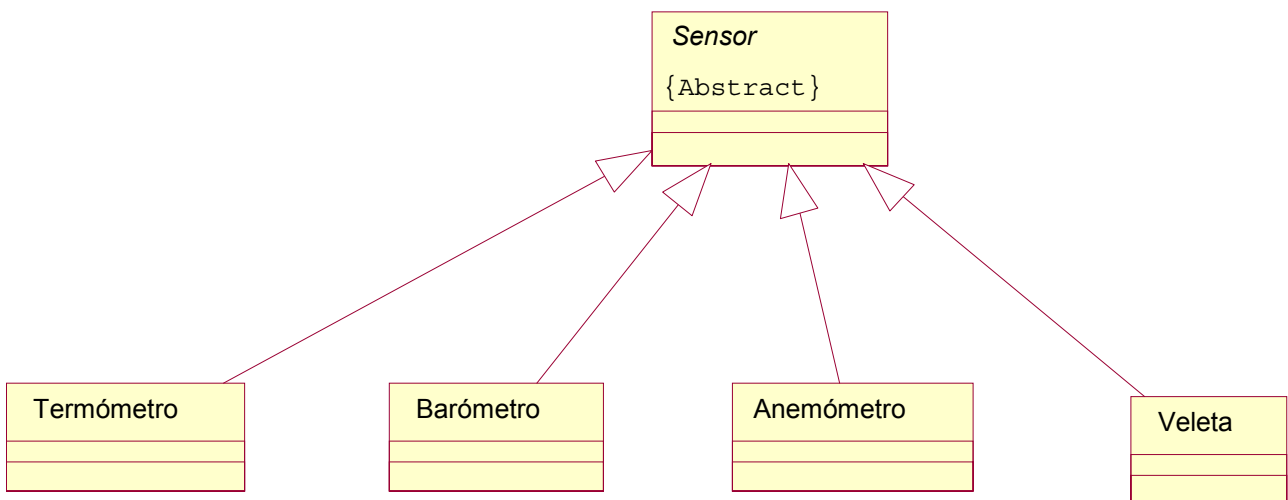 Sensor
{Abstract}
Termómetro
Barómetro
Anemómetro
Veleta